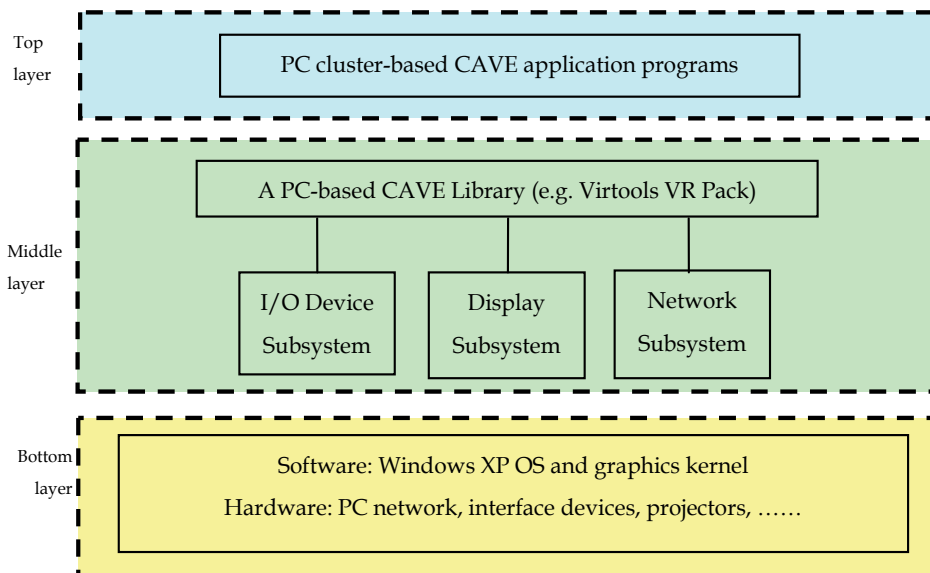 Top
layer
PC cluster-based CAVE application programs
A PC-based CAVE Library (e.g. Virtools VR Pack)
Middle
layer
I/O Device
Subsystem
Display
Subsystem
Network
Subsystem
Bottom
layer
Software: Windows XP OS and graphics kernel
Hardware: PC network, interface devices, projectors, ……